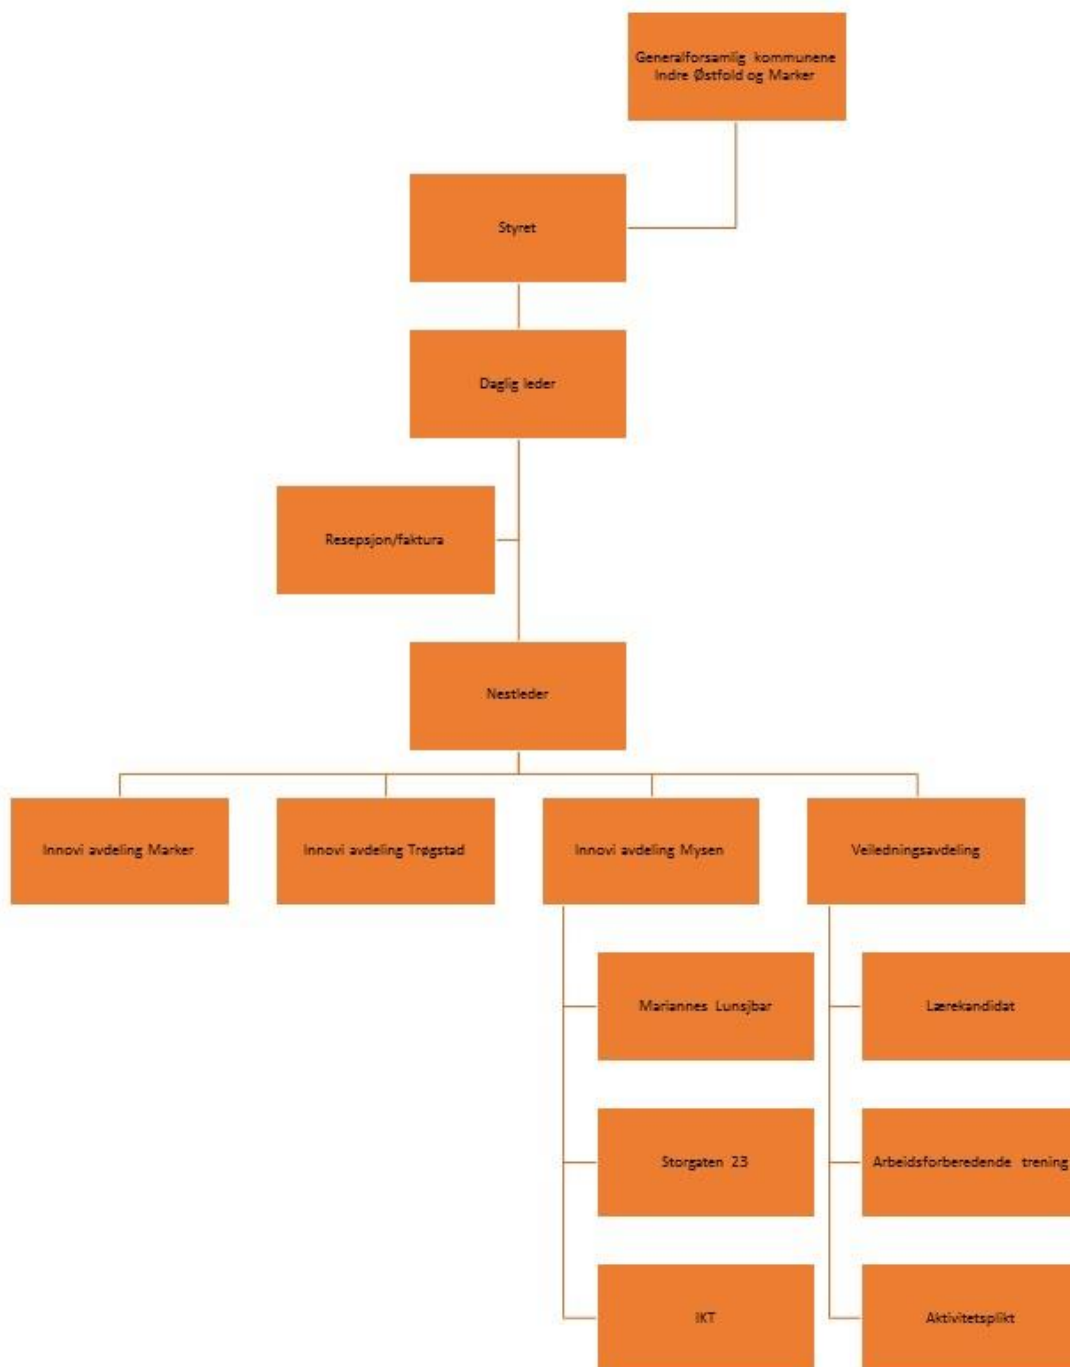 Generalforsamlig kommunene
Indre Østfold og Marker
Styret
Daglig leder
Resepsjon/faktura
Nestleder
Innovi avdeling Marker
Innovi avdeling Trøgstad
Innovi avdeling Mysen
Veiledningsavdeling
Mariannes Lunsjbar
Lærekandidat
Storgaten 23
Arbeidsforberedende trening
IKT
Aktivitetsplikt